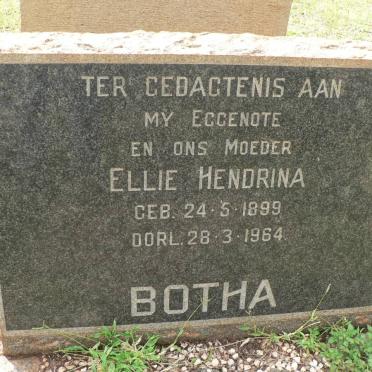 TER GEDAGTENIS AAN
MY EGGENOTE
EN ONS MOEDER
ELLIE HENDRINA
GEB. 24·5·1899
OORL. 28·3·1964
BOTHA